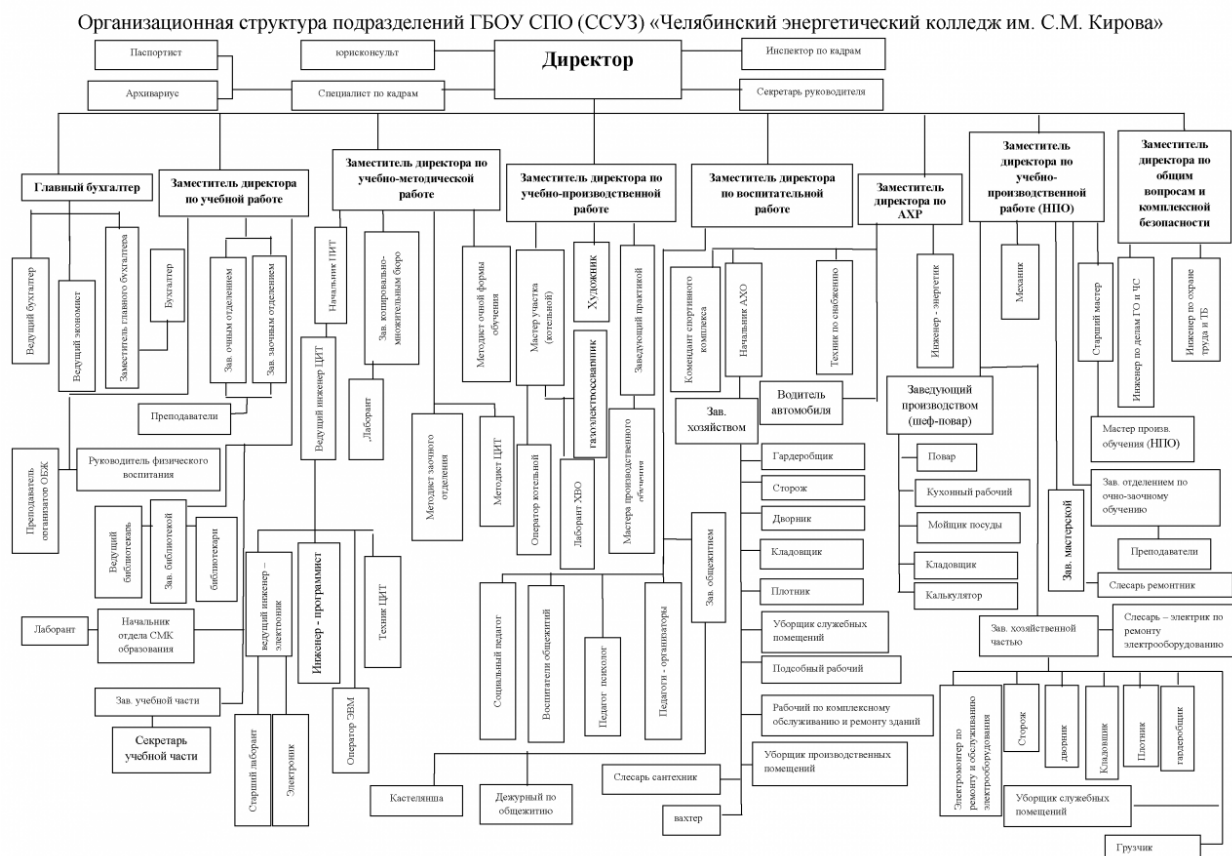 Организационная структура подразделений ГБОУ СПО (ССУЗ) «Челябинский энергетический колледж им. С.М. Кирова»
Паспортист
юрисконсульт
Директор
Инспектор по кадрам
Архивариус
Специалист по кадрам
Секретарь руководителя
Главный бухгалтер
Заместитель директора
по учебной работе
Заместитель директора по
учебно-методической
работе
Заместитель директора по
учебно-производственной
работе
Заместитель директора
по воспитательной
работе
Заместитель
директора по
АХР
Заместитель
директора по
учебно-
производственной
работе (НПО)
Заместитель
директора по
общим
вопросам и
комплексной
безопасности
Ведущий бухгалтер
Ведущий экономист
Заместитель главного бухгалтера
Бухгалтер
Зав. очным отделением
Зав. заочным отделением
Начальник ЦИТ
Зав. копировально-
множительным бюро
Методист очной формы
обучения
Мастер участка
(котельной)
Художник
Заведующий практикой
Комендант спортивного
комплекса
Начальник АХО
Техник по снабжению
Инженер - энергетик
Механик
Старший мастер
Инженер по делам ГО и ЧС
Инженер по охране
труда и ТБ
Преподаватели
Ведущий инженер ЦИТ
,Лаборант
газоэлектроссварщик
Зав.
хозяйством
Водитель
автомобиля
Заведующий
производством
(шеф-повар)
Преподаватель
организатор ОБЖ
Руководитель физического
воспитания
Методист заочного
отделения
Методист ЦИТ
Оператор котельной
Лаборант ХВО
Мастера производственного
обучения
Гардеробщик
Сторож
Дворник
Кладовщик
Плотник
Уборщик служебных
помещений
Подсобный рабочий
Рабочий по комплексному
обслуживанию и ремонту зданий
Уборщик производственных
помещений
Повар
Кухонный рабочий
Мойщик посуды
Кладовщик
Калькулятор
Мастер произв.
обучения (НПО)
Зав. отделением по
очно-заочному
обучению
Преподаватели
Зав. мастерской
Слесарь ремонтник
Ведущий
библиотекарь
Зав. библиотекой
библиотекари
ведущий инженер –
электроник
Инженер - программист
Техник ЦИТ
Зав. общежитием
Лаборант
Начальник
отдела СМК
образования
Социальный педагог
Воспитатели общежитий
Педагог психолог
Педагоги - организаторы
Зав. хозяйственной
частью
Слесарь – электрик по
ремонту
электрооборудованию
Зав. учебной части
Секретарь
учебной части
Старший лаборант
Электроник
Оператор ЭВМ
Электромонтер по
ремонту и обслуживанию
электрооборудования
Сторож
дворник
Кладовщик
Плотник
гардеробщик
Слесарь сантехник
Кастелянша
Дежурный по
общежитию
вахтер
Уборщик служебных
помещений
Грузчик